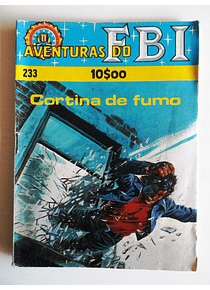 AVENTURAS DO FBI
233
10$00
Cortina de fumo